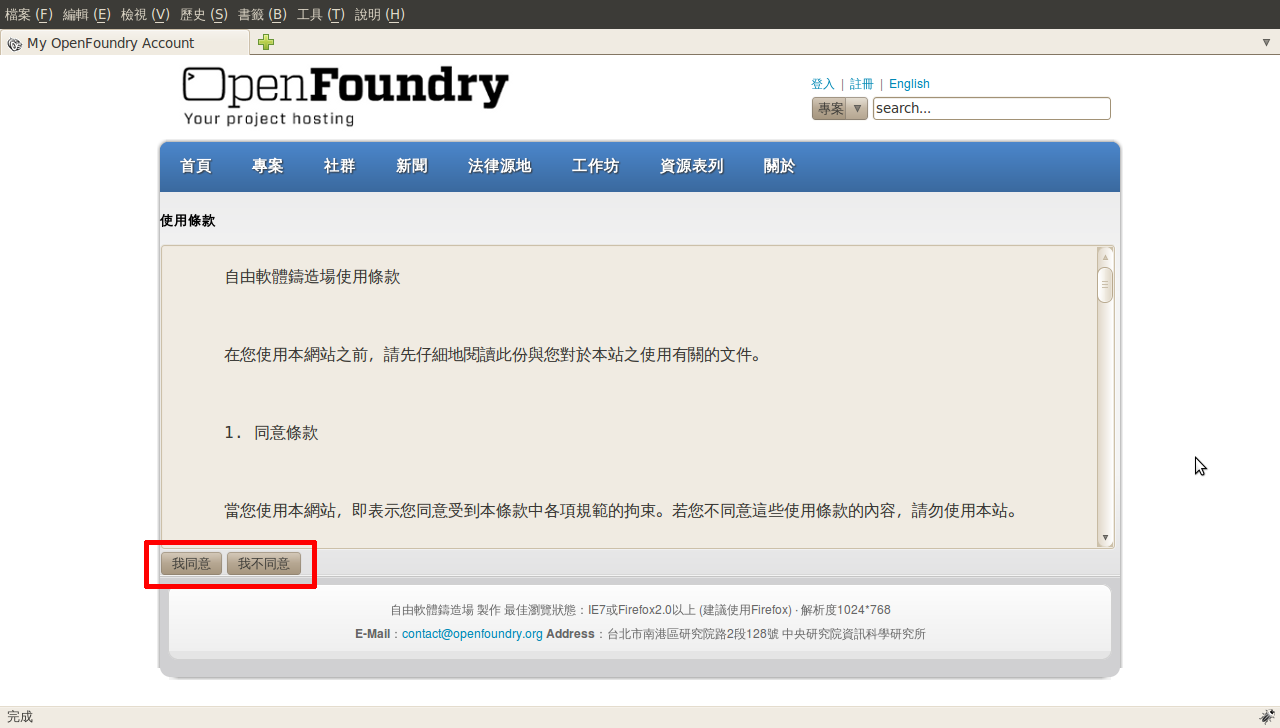 檔案 (F) 編輯 (E) 檢視 (V) 歷史 (S) 書籤 (B) 工具 (T) 說明 (H)
My OpenFoundry Account
OpenFoundry
Your project hosting
登入 | 註冊 | English
專案 search...
首頁 專案 社群 新聞 法律源地 工作坊 資源表列 關於
使用條款
自由軟體鑄造場使用條款
在您使用本網站之前，請先仔細地閱讀此份與您對於本站之使用有關的文件。
1. 同意條款
當您使用本網站，即表示您同意受到本條款中各項規範的拘束。若您不同意這些使用條款的內容，請勿使用本站。
我同意 我不同意
自由軟體鑄造場 製作 最佳瀏覽狀態：IE7或Firefox2.0以上 (建議使用Firefox) · 解析度1024*768
E-Mail：contact@openfoundry.org Address：台北市南港區研究院路2段128號 中央研究院資訊科學研究所
完成